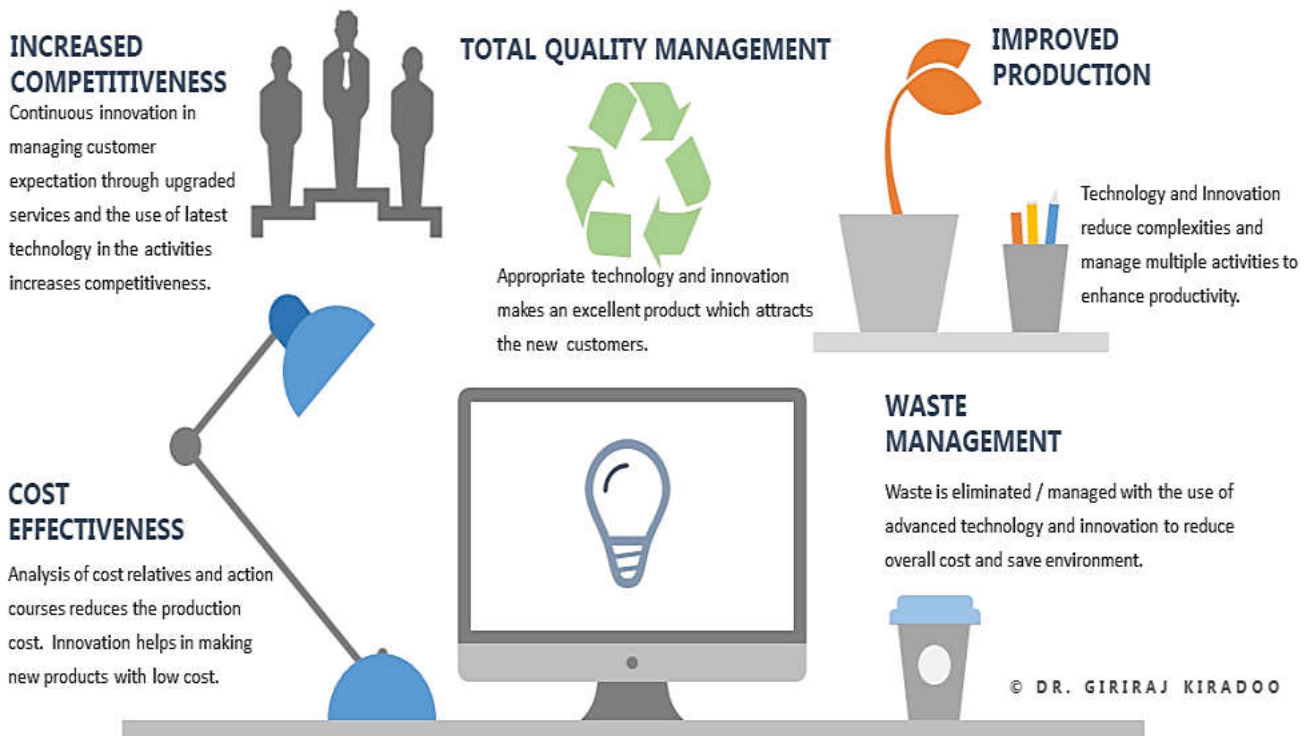 INCREASED
COMPETITIVENESS
Continuous innovation in
managing customer
expectation through upgraded
services and the use of latest
technology in the activities
increases competitiveness.
TOTAL QUALITY MANAGEMENT
Appropriate technology and innovation
makes an excellent product which attracts
the new customers.
IMPROVED
PRODUCTION
Technology and Innovation
reduce complexities and
manage multiple activities to
enhance productivity.
COST
EFFECTIVENESS
Analysis of cost relatives and action
courses reduces the production
cost. Innovation helps in making
new products with low cost.
WASTE
MANAGEMENT
Waste is eliminated / managed with the use of
advanced technology and innovation to reduce
overall cost and save environment.
© DR. GIRIRAJ KIRADOO